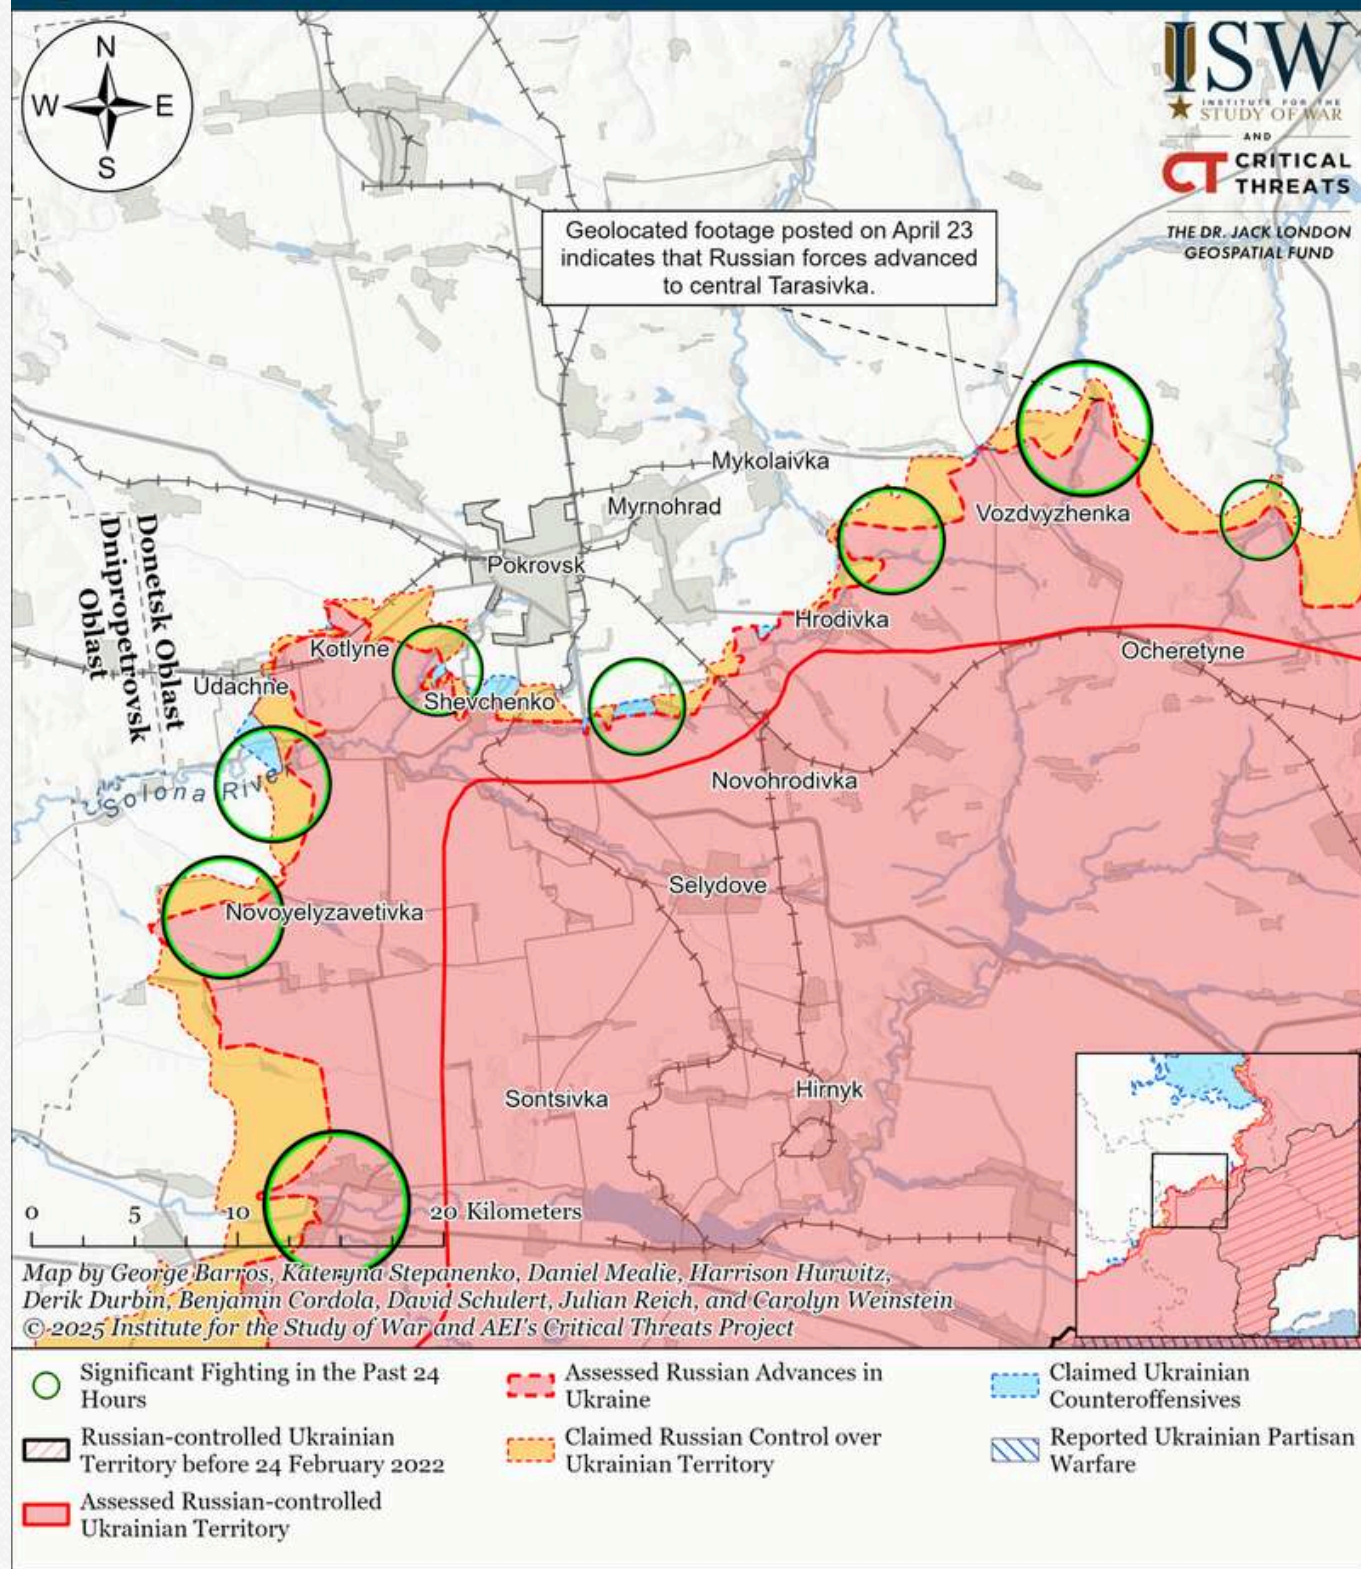 N
W E
S
ISW
INSTITUTE FOR THE
STUDY OF WAR
AND
CT CRITICAL
THREATS
THE DR. JACK LONDON
GEOSPATIAL FUND
Geolocated footage posted on April 23
indicates that Russian forces advanced
to central Tarasivka.
Mykolaivka
Myrnohrad
Vozdvyzhenka
Pokrovsk
Donetsk Oblast
Dnipropetrovsk
Oblast
Hrodivka
Kotlyne
Ocheretyne
Udachne
Shevchenko
Solona River
Novohrodivka
Selydove
Novoyelyzavetivka
Sontsivka
Hirnyk
0 5 10 20 Kilometers
Map by George Barros, Kateryna Stepanenko, Daniel Mealie, Harrison Hurwitz,
Derik Durbin, Benjamin Cordola, David Schulert, Julian Reich, and Carolyn Weinstein
© 2025 Institute for the Study of War and AEI's Critical Threats Project
Significant Fighting in the Past 24
Hours
Russian-controlled Ukrainian
Territory before 24 February 2022
Assessed Russian-controlled
Ukrainian Territory
Assessed Russian Advances in
Ukraine
Claimed Russian Control over
Ukrainian Territory
Claimed Ukrainian
Counteroffensives
Reported Ukrainian Partisan
Warfare